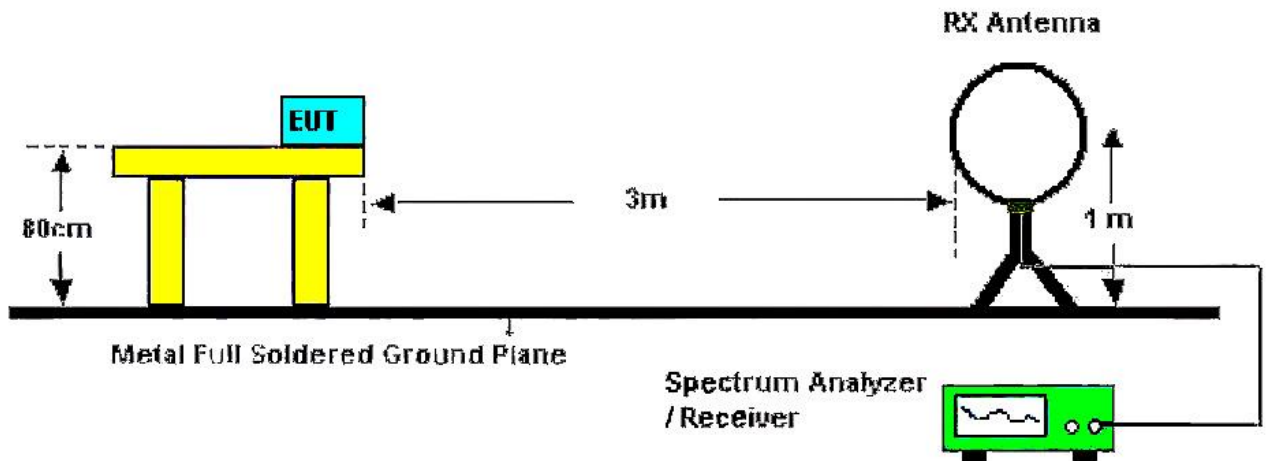 RX Antenna
EUT
3m
80cm
1 m
Metal Full Soldered Ground Plane
Spectrum Analyzer
/ Receiver